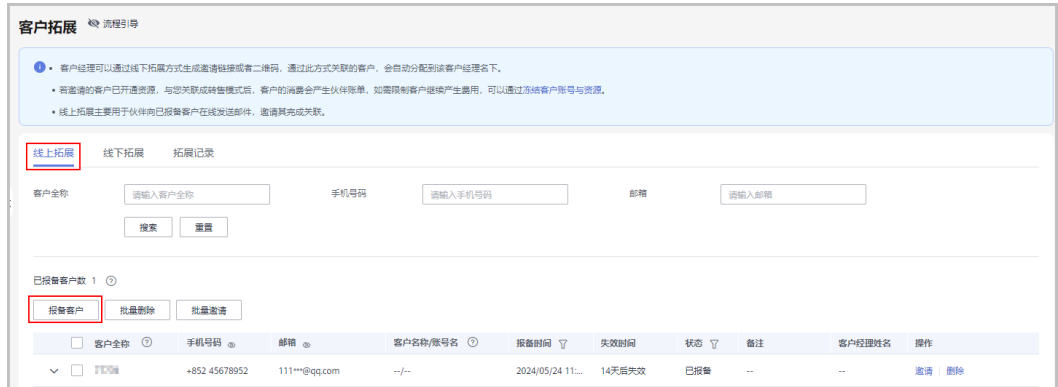 客户拓展 流程引导
客户经理可以通过线下拓展方式生成邀请链接或者二维码，通过此方式关联的客户，会自动分配到该客户经理名下。
若邀请的客户已开通资源，与您关联成转售模式后，客户的消费会产生伙伴账单，如需限制客户继续产生费用，可以通过冻结客户账号与资源。
线上拓展主要用于伙伴向已报备客户在线发送邮件，邀请其完成关联。
线上拓展 线下拓展 拓展记录
客户全称 请输入客户全称 手机号码 请输入手机号码 邮箱 请输入邮箱
搜索 重置
已报备客户数 1
报备客户 批量删除 批量邀请
客户全称 手机号码 邮箱 客户名称/账号名 报备时间 失效时间 状态 备注 客户经理姓名 操作
+852 45678952 111***@qq.com --/-- 2024/05/24 11:... 14天后失效 已报备 -- -- 邀请 删除